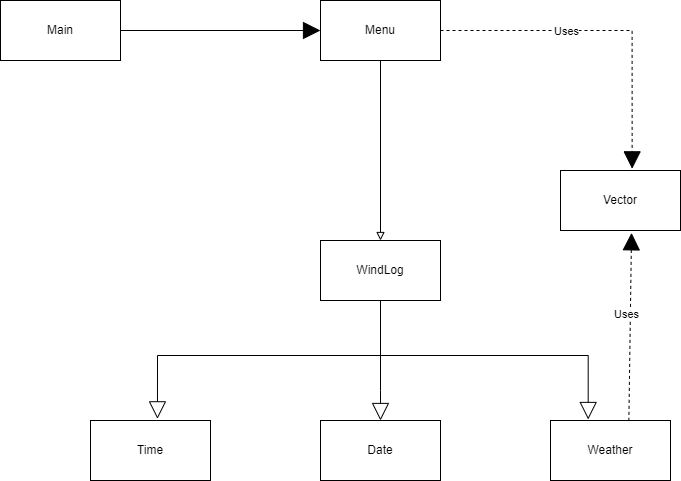 Main
Menu
Uses
Vector
WindLog
Uses
Time
Date
Weather